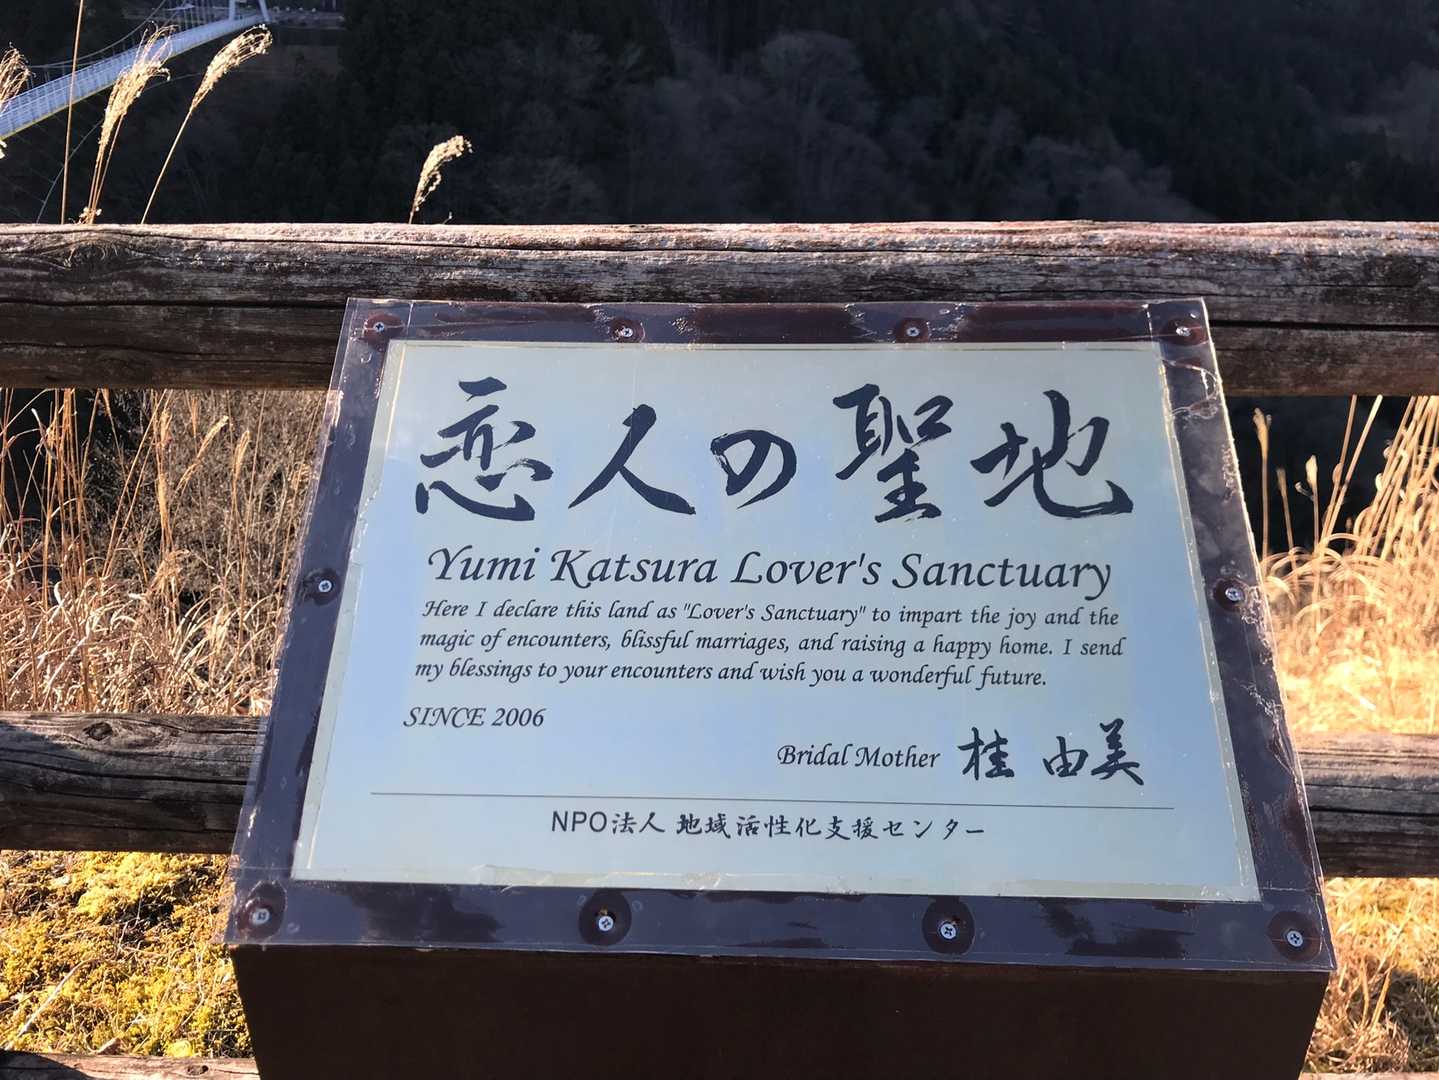 恋人の聖地
Yumi Katsura Lover's Sanctuary
Here I declare this land as "Lover's Sanctuary" to impart the joy and the
magic of encounters, blissful marriages, and raising a happy home. I send
my blessings to your encounters and wish you a wonderful future.
SINCE 2006
Bridal Mother 桂 由美
NPO法人 地域活性化支援センター